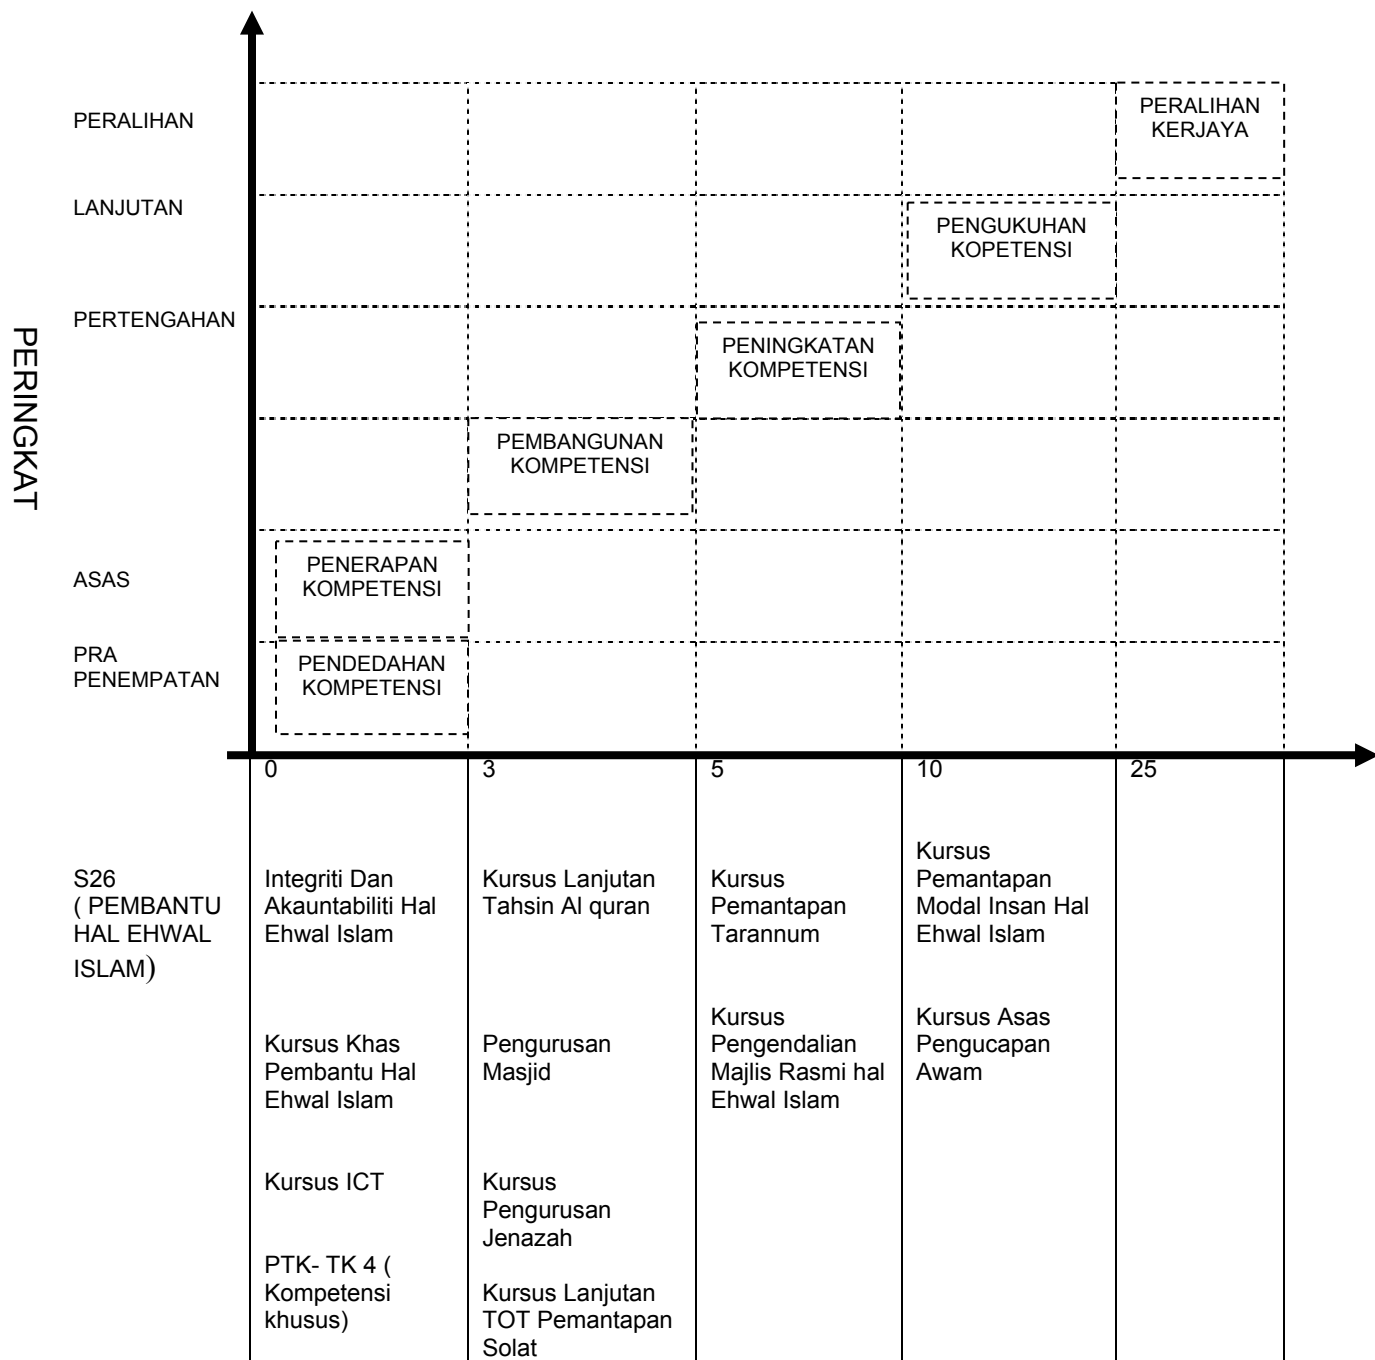 PERINGKAT
PERALIHAN
LANJUTAN
PERTENGAHAN
ASAS
PRA
PENEMPATAN
PERALIHAN
KERJAYA
PENGUKUHAN
KOPETENSI
PENINGKATAN
KOMPETENSI
PEMBANGUNAN
KOMPETENSI
PENERAPAN
KOMPETENSI
PENDEDAHAN
KOMPETENSI
0
3
5
10
25
S26
( PEMBANTU
HAL EHWAL
ISLAM)
Integriti Dan
Akauntabiliti Hal
Ehwal Islam
Kursus Khas
Pembantu Hal
Ehwal Islam
Kursus ICT
PTK- TK 4 (
Kompetensi
khusus)
Kursus Lanjutan
Tahsin Al quran
Pengurusan
Masjid
Kursus
Pengurusan
Jenazah
Kursus Lanjutan
TOT Pemantapan
Solat
Kursus
Pemantapan
Tarannum
Kursus
Pengendalian
Majlis Rasmi hal
Ehwal Islam
Kursus
Pemantapan
Modal Insan Hal
Ehwal Islam
Kursus Asas
Pengucapan
Awam